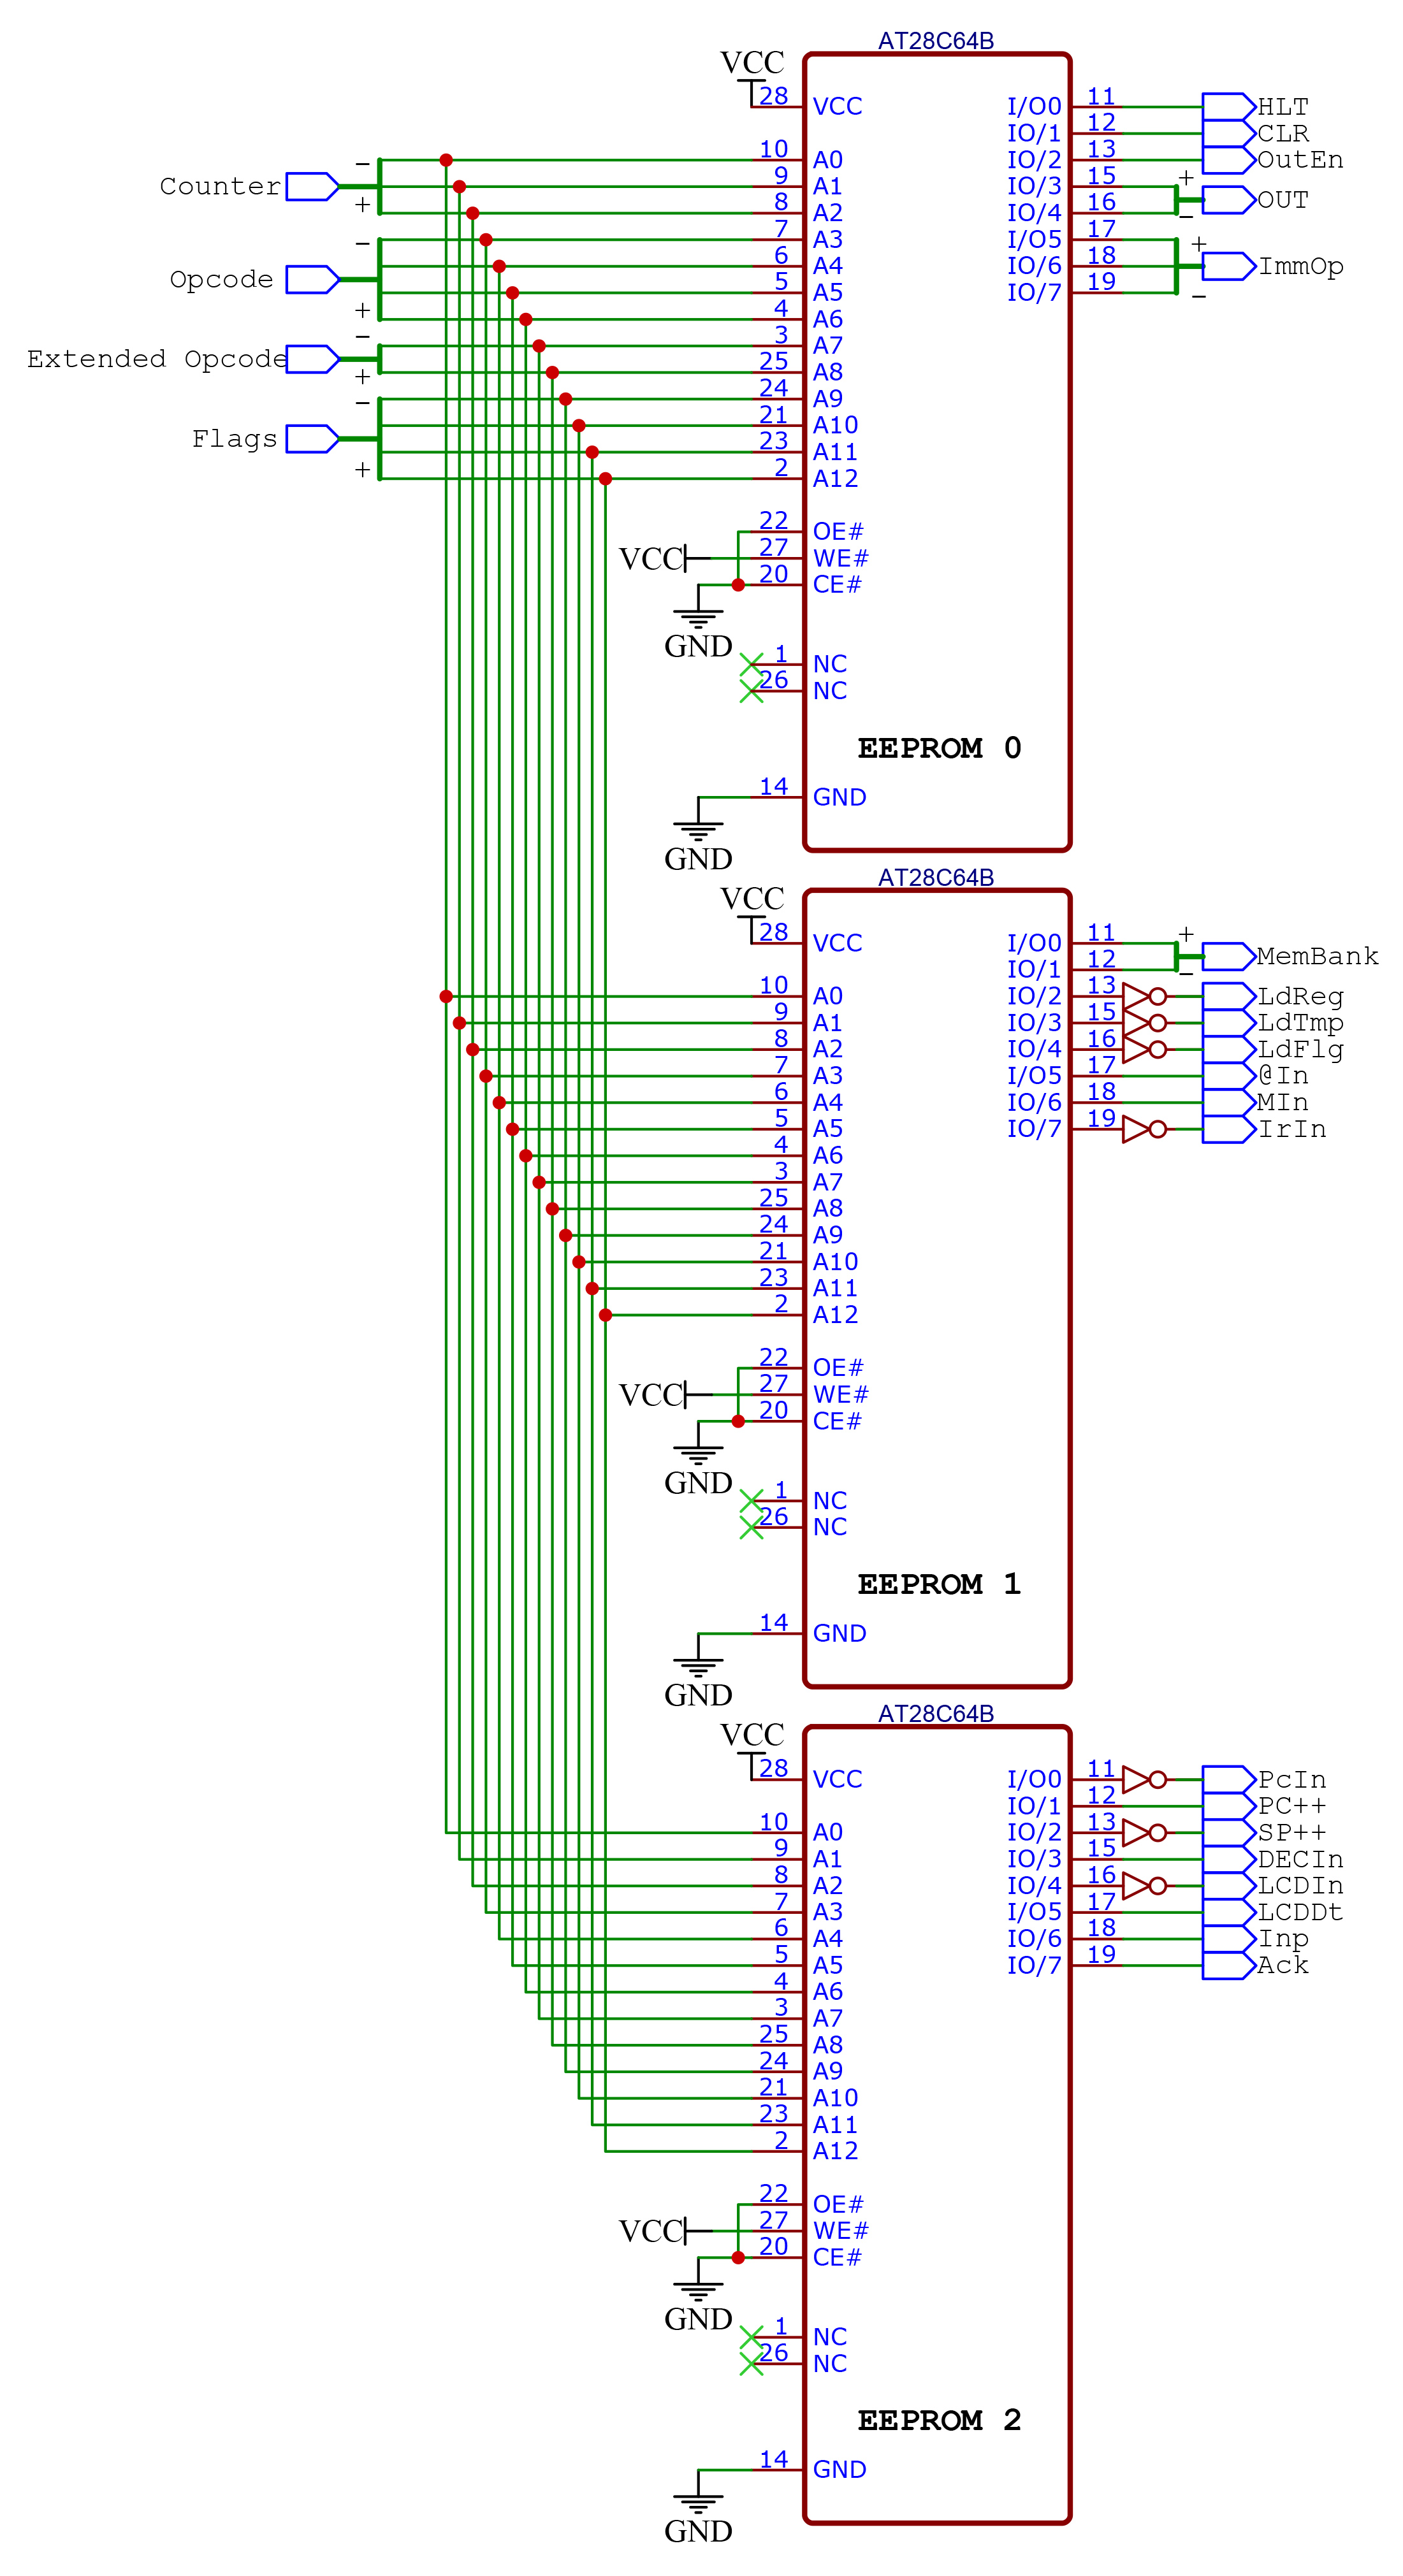 AT28C64B
VCC
28 VCC I/O0 11 HLT
IO/1 12 CLR
− 10 A0 IO/2 13 OutEn
Counter 9 A1 IO/3 15 + OUT
+ 8 A2 IO/4 16 −
− 7 A3 I/O5 17 +
6 A4 IO/6 18 ImmOp
Opcode 5 A5 IO/7 19 −
+ 4 A6
− 3 A7
Extended Opcode
+ 25 A8
− 24 A9
21 A10
Flags 23 A11
+ 2 A12
22 OE#
VCC 27 WE#
20 CE#
GND
1 NC
26 NC
EEPROM 0
14 GND
GND
AT28C64B
VCC
28 VCC I/O0 11 + MemBank
IO/1 12 −
10 A0 IO/2 13 LdReg
9 A1 IO/3 15 LdTmp
8 A2 IO/4 16 LdFlg
7 A3 I/O5 17 @In
6 A4 IO/6 18 MIn
5 A5 IO/7 19 IrIn
4 A6
3 A7
25 A8
24 A9
21 A10
23 A11
2 A12
22 OE#
VCC 27 WE#
20 CE#
GND
1 NC
26 NC
EEPROM 1
14 GND
GND
AT28C64B
VCC
28 VCC I/O0 11 PcIn
IO/1 12 PC++
10 A0 IO/2 13 SP++
9 A1 IO/3 15 DECIn
8 A2 IO/4 16 LCDIn
7 A3 I/O5 17 LCDDt
6 A4 IO/6 18 Inp
5 A5 IO/7 19 Ack
4 A6
3 A7
25 A8
24 A9
21 A10
23 A11
2 A12
22 OE#
VCC 27 WE#
20 CE#
GND
1 NC
26 NC
EEPROM 2
14 GND
GND